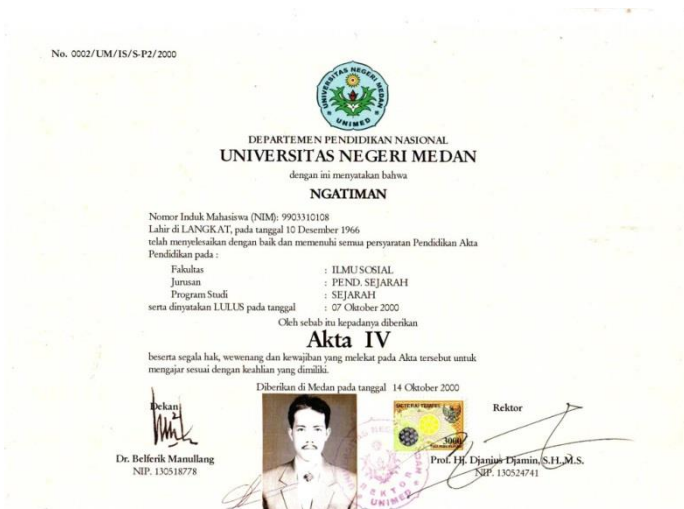 No. 0002/UM/IS/S-P2/2000
UNIVERSITAS NEGERI MEDAN
UNIMED
DEPARTEMEN PENDIDIKAN NASIONAL
UNIVERSITAS NEGERI MEDAN
dengan ini menyatakan bahwa
NGATIMAN
Nomor Induk Mahasiswa (NIM): 9903310108
Lahir di LANGKAT, pada tanggal 10 Desember 1966
telah menyelesaikan dengan baik dan memenuhi semua persyaratan Pendidikan Akta
Pendidikan pada :
Fakultas : ILMU SOSIAL
Jurusan : PEND. SEJARAH
Program Studi : SEJARAH
serta dinyatakan LULUS pada tanggal : 07 Oktober 2000
Oleh sebab itu kepadanya diberikan
Akta IV
beserta segala hak, wewenang dan kewajiban yang melekat pada Akta tersebut untuk
mengajar sesuai dengan keahlian yang dimiliki.
Diberikan di Medan pada tanggal 14 Oktober 2000
Dekan
Rektor
METERAI TEMPEL
3000
REKTOR
UNIMED
Dr. Belferik Manullang
NIP. 130518778
Prof. Hj. Djanius Djamin, S.H.,M.S.
NIP. 130524741